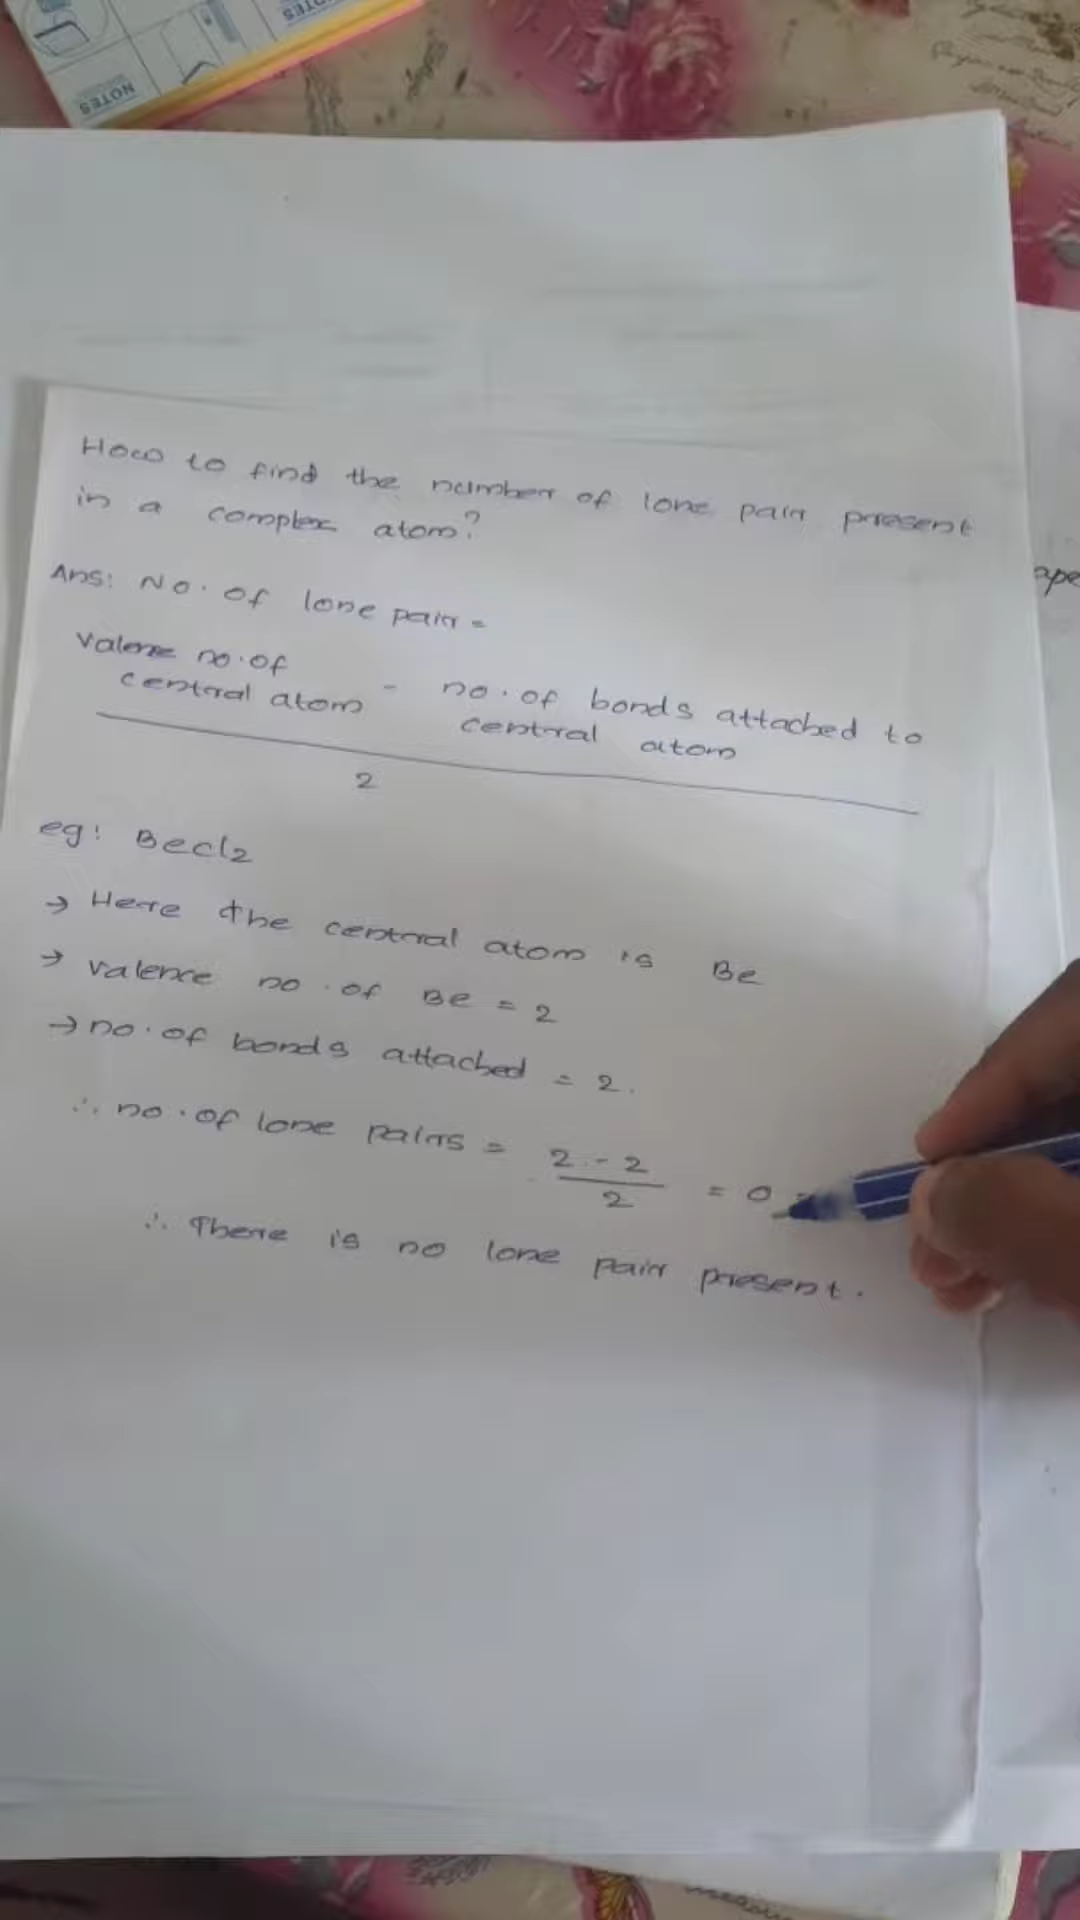 NOTES
NOTES
How to find the number of lone pair present
in a complex atom?
Ans: No. of lone pair =
Valence no. of
central atom - no. of bonds attached to
central atom
2
eg: Becl2
→ Here the central atom is Be
→ valence no. of Be = 2
→ no. of bonds attached = 2.
∴ no. of lone pairs = 2 - 2
2
= 0
∴ There is no lone pair present.
ape